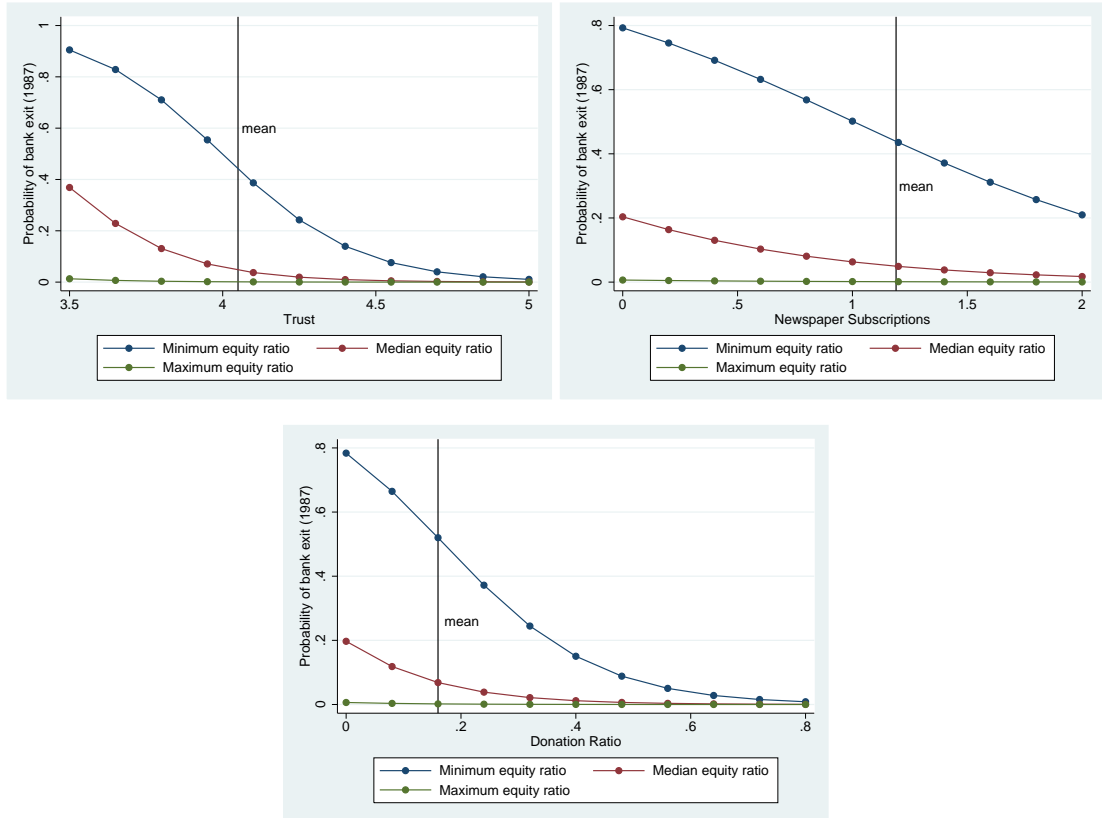 Probability of bank exit (1987)
1
.8
.6
.4
.2
0
mean
3.5 4 4.5 5
Trust
Minimum equity ratio Median equity ratio
Maximum equity ratio
Probability of bank exit (1987)
.8
.6
.4
.2
0
mean
0 .5 1 1.5 2
Newspaper Subscriptions
Minimum equity ratio Median equity ratio
Maximum equity ratio
Probability of bank exit (1987)
.8
.6
.4
.2
0
mean
0 .2 .4 .6 .8
Donation Ratio
Minimum equity ratio Median equity ratio
Maximum equity ratio